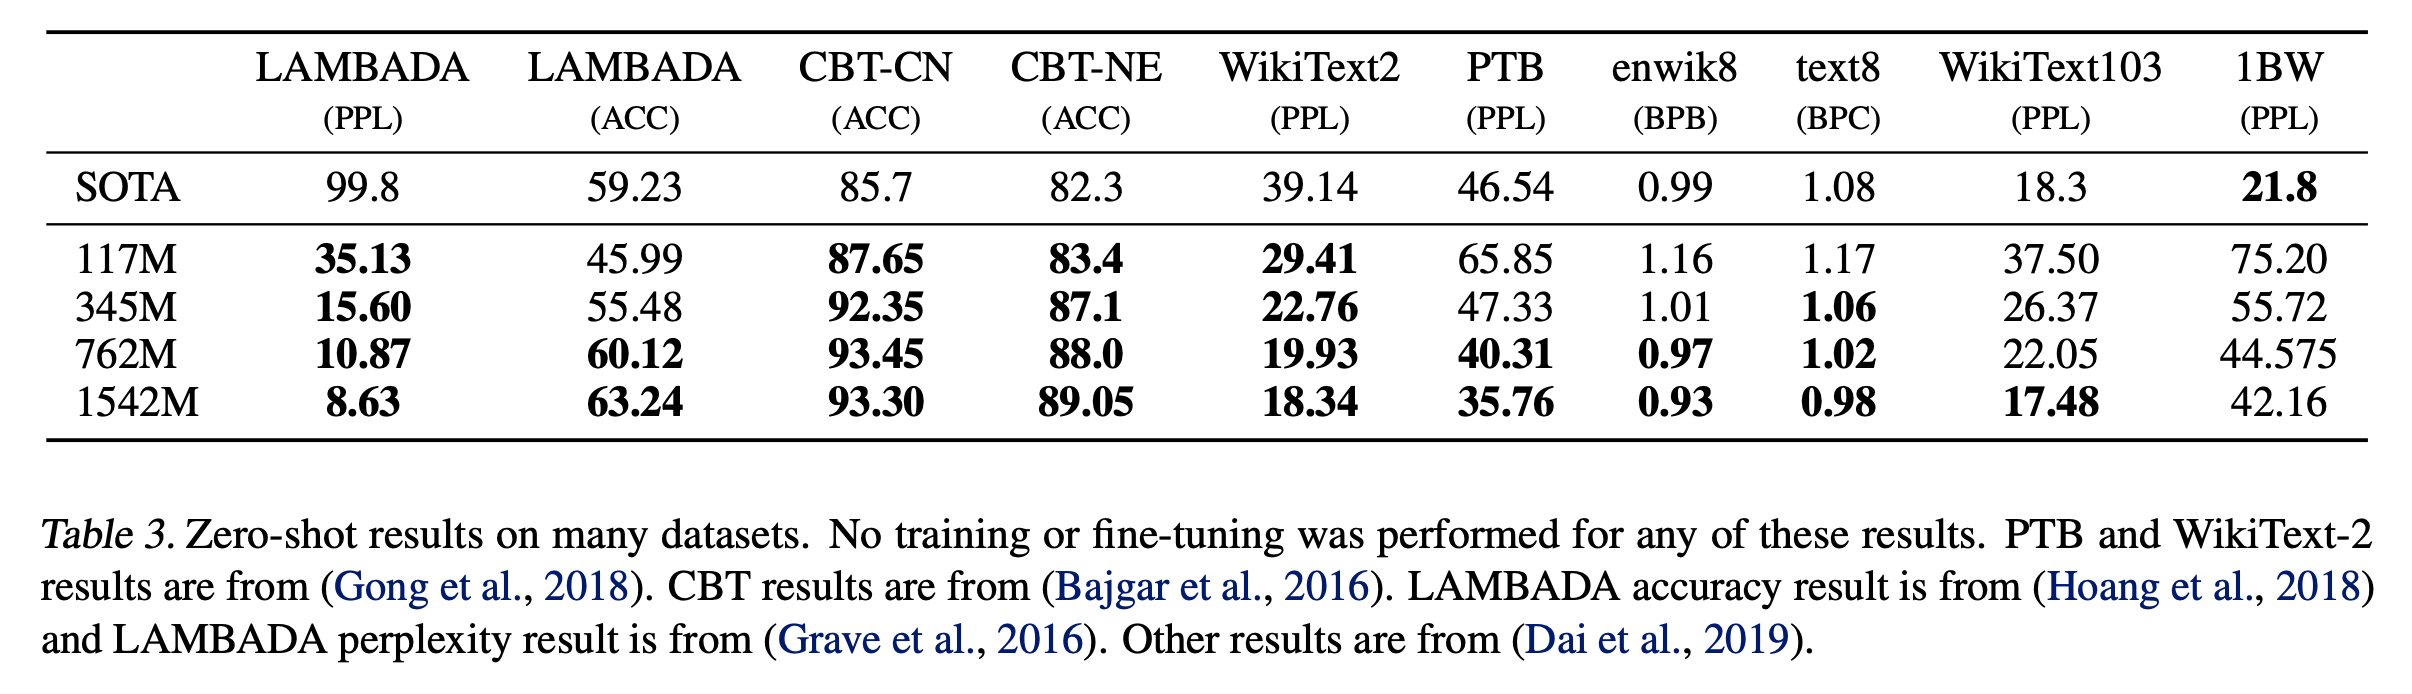 LAMBADA LAMBADA CBT-CN CBT-NE WikiText2 PTB enwik8 text8 WikiText103 1BW
(PPL) (ACC) (ACC) (ACC) (PPL) (PPL) (BPB) (BPC) (PPL) (PPL)
SOTA 99.8 59.23 85.7 82.3 39.14 46.54 0.99 1.08 18.3 21.8
117M 35.13 45.99 87.65 83.4 29.41 65.85 1.16 1.17 37.50 75.20
345M 15.60 55.48 92.35 87.1 22.76 47.33 1.01 1.06 26.37 55.72
762M 10.87 60.12 93.45 88.0 19.93 40.31 0.97 1.02 22.05 44.575
1542M 8.63 63.24 93.30 89.05 18.34 35.76 0.93 0.98 17.48 42.16
Table 3. Zero-shot results on many datasets. No training or fine-tuning was performed for any of these results. PTB and WikiText-2
results are from (Gong et al., 2018). CBT results are from (Bajgar et al., 2016). LAMBADA accuracy result is from (Hoang et al., 2018)
and LAMBADA perplexity result is from (Grave et al., 2016). Other results are from (Dai et al., 2019).